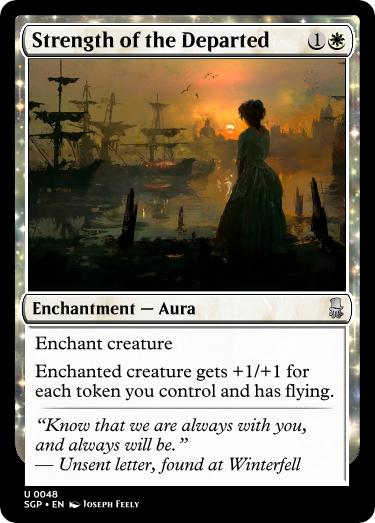 Strength of the Departed 1
Enchantment — Aura
Enchant creature
Enchanted creature gets +1/+1 for
each token you control and has flying.
“Know that we are always with you,
and always will be.”
— Unsent letter, found at Winterfell
U 0048
SGP • EN Joseph Feely